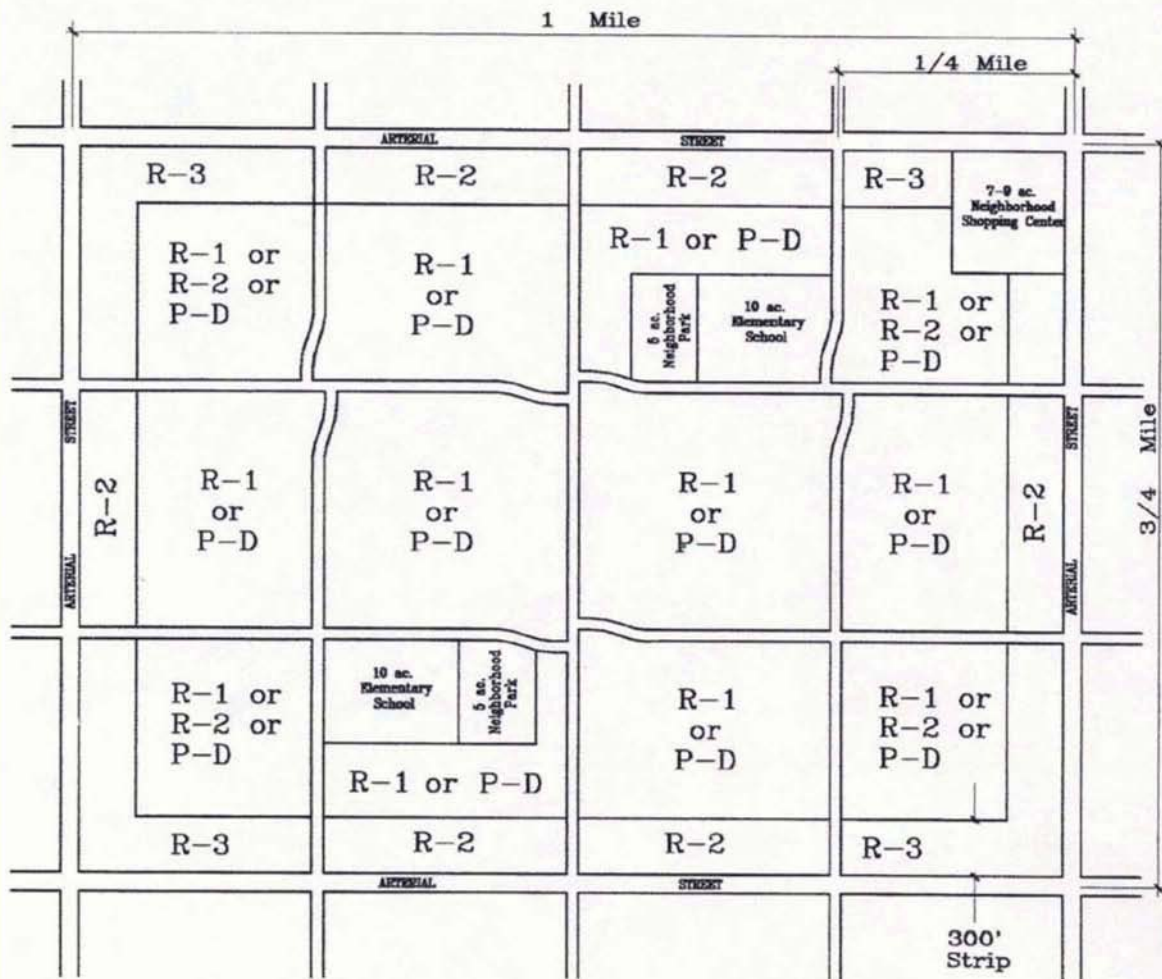 1 Mile
1/4 Mile
ARTERIAL STREET
R-3
R-2
R-2
R-3
7-9 ac.
Neighborhood
Shopping Center
R-1 or
R-2 or
P-D
R-1
or
P-D
R-1 or P-D
5 ac.
Neighborhood
Park
10 ac.
Elementary
School
R-1 or
R-2 or
P-D
ARTERIAL STREET
R-2
R-1
or
P-D
R-1
or
P-D
R-1
or
P-D
R-1
or
P-D
R-2
ARTERIAL STREET
3/4 Mile
R-1 or
R-2 or
P-D
10 ac.
Elementary
School
5 ac.
Neighborhood
Park
R-1 or P-D
R-1
or
P-D
R-1 or
R-2 or
P-D
R-3
R-2
R-2
R-3
ARTERIAL STREET
300'
Strip